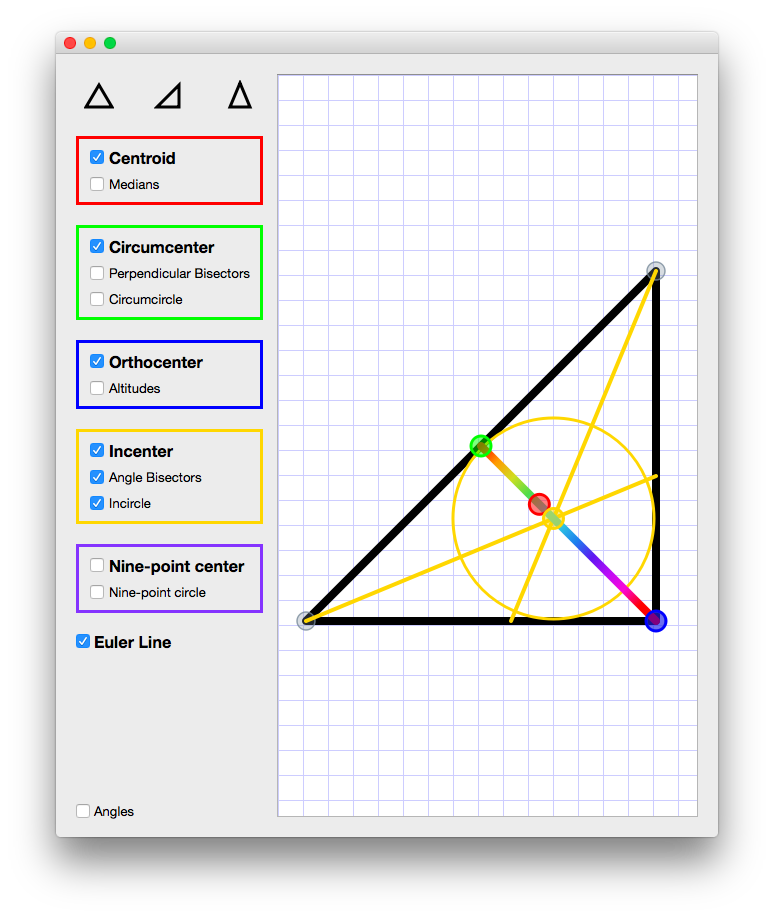 Centroid
Medians
Circumcenter
Perpendicular Bisectors
Circumcircle
Orthocenter
Altitudes
Incenter
Angle Bisectors
Incircle
Nine-point center
Nine-point circle
Euler Line
Angles